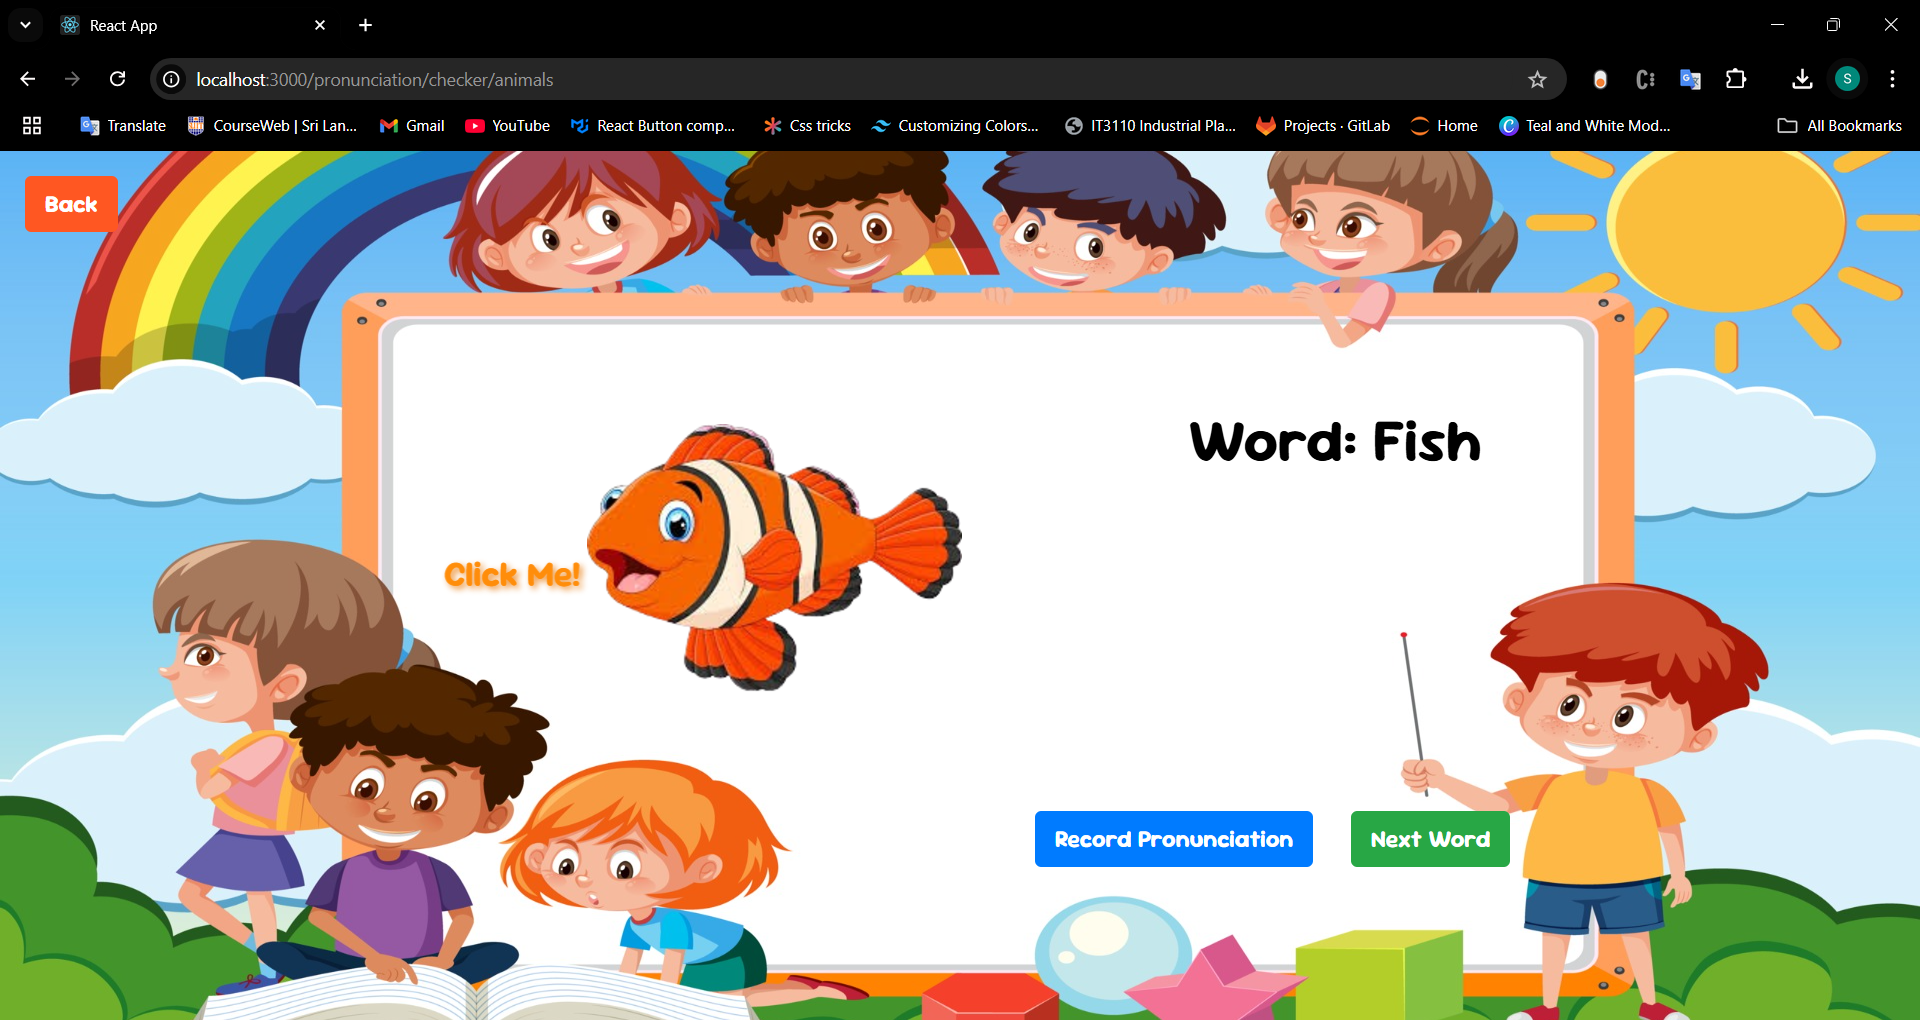 React App
localhost:3000/pronunciation/checker/animals
S
Translate
CourseWeb | Sri Lan...
Gmail
YouTube
React Button comp...
Css tricks
Customizing Colors...
IT3110 Industrial Pla...
Projects · GitLab
Home
Teal and White Mod...
All Bookmarks
Back
Word: Fish
Click Me!
Record Pronunciation
Next Word